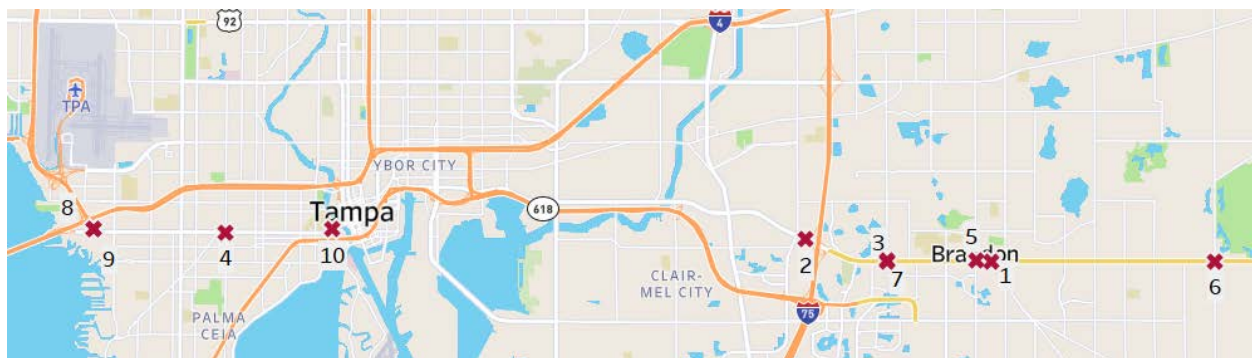 92
4
TPA
YBOR CITY
8
Tampa
618
9
4
10
2
3
5
Brandon
7
1
6
CLAIR-
MEL CITY
PALMA
CEIA
75